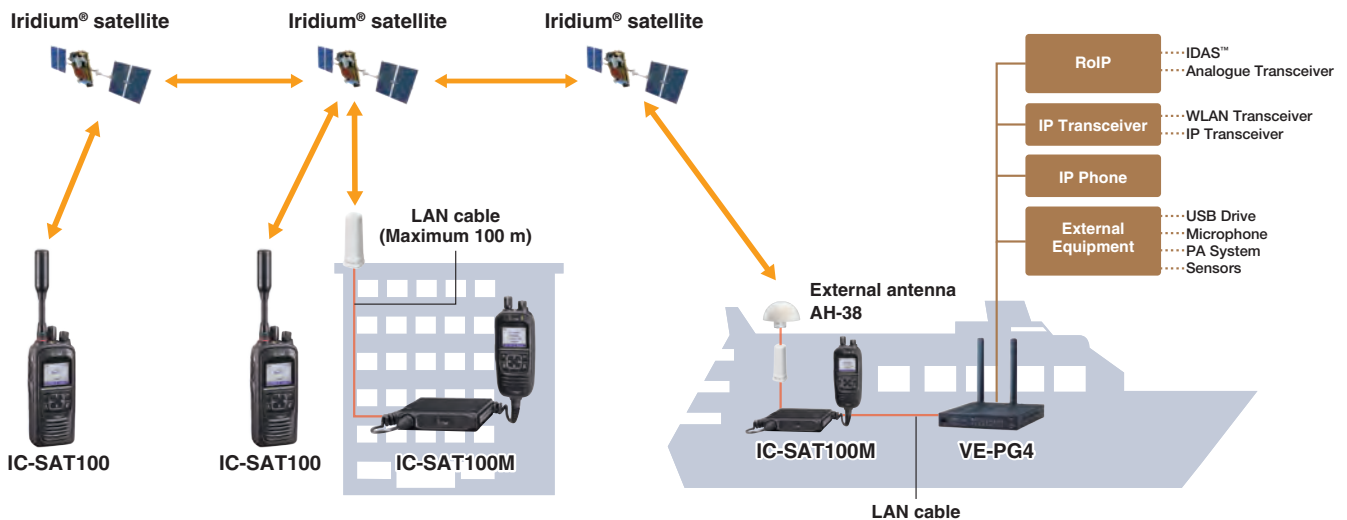 Iridium® satellite
Iridium® satellite
Iridium® satellite
RoIP
IDAS™
Analogue Transceiver
IP Transceiver
WLAN Transceiver
IP Transceiver
IP Phone
External
Equipment
USB Drive
Microphone
PA System
Sensors
LAN cable
(Maximum 100 m)
External antenna
AH-38
IC-SAT100
IC-SAT100
IC-SAT100M
IC-SAT100M
VE-PG4
LAN cable